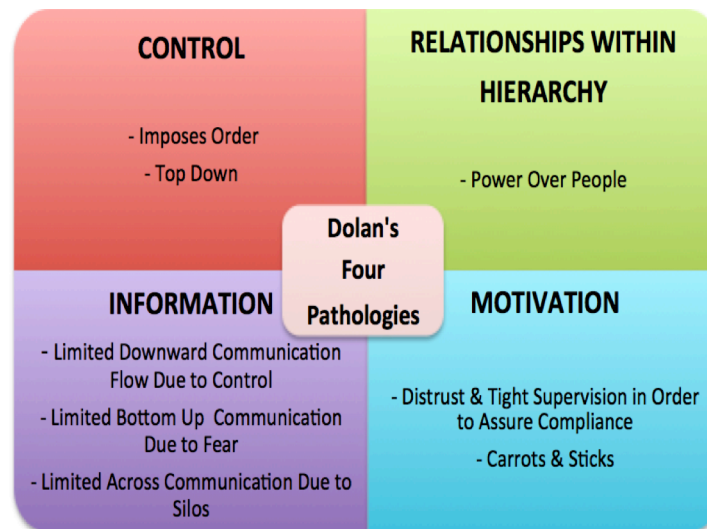 CONTROL
- Imposes Order
- Top Down
RELATIONSHIPS WITHIN
HIERARCHY
- Power Over People
Dolan's
Four
Pathologies
INFORMATION
- Limited Downward Communication
Flow Due to Control
- Limited Bottom Up Communication
Due to Fear
- Limited Across Communication Due to
Silos
MOTIVATION
- Distrust & Tight Supervision in Order
to Assure Compliance
- Carrots & Sticks